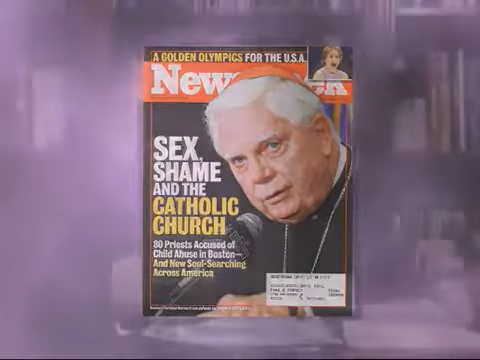 A GOLDEN OLYMPICS FOR THE U.S.A.
SEX,
SHAME
AND THE
CATHOLIC
CHURCH
80 Priests Accused of
Child Abuse in Boston—
And New Soul-Searching
Across America